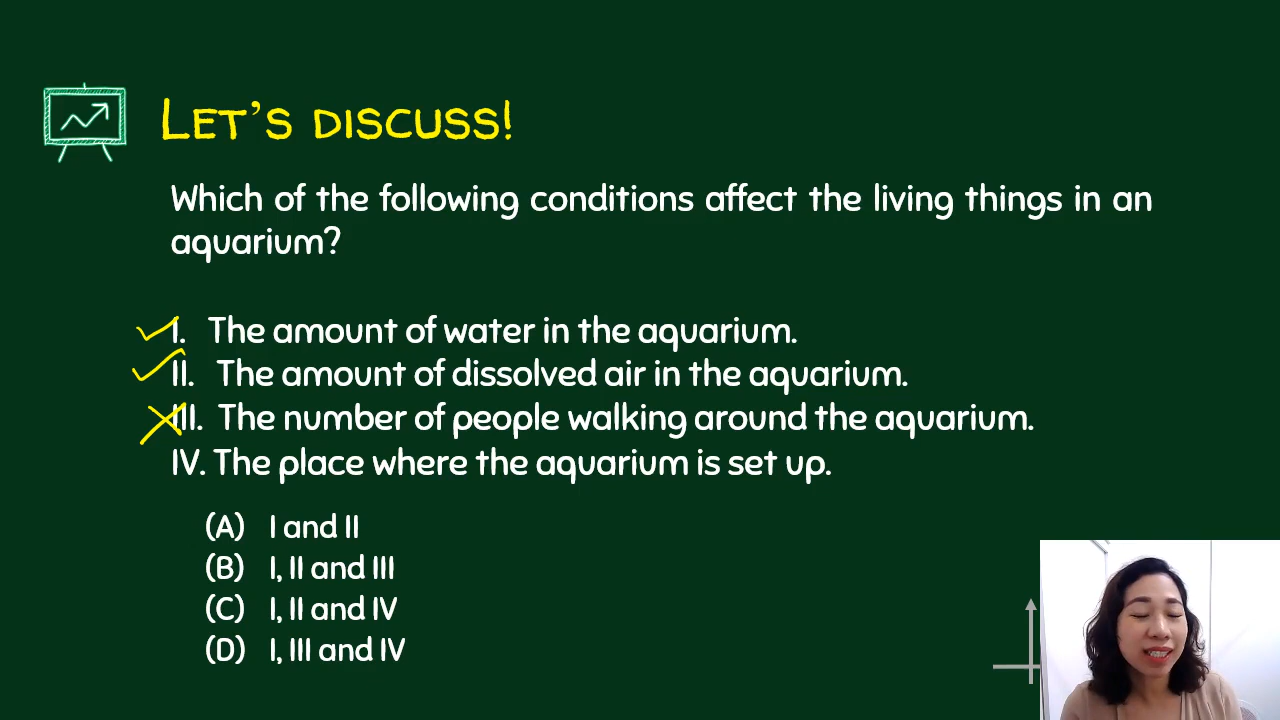 LET'S DISCUSS!
Which of the following conditions affect the living things in an
aquarium?
I. The amount of water in the aquarium.
II. The amount of dissolved air in the aquarium.
III. The number of people walking around the aquarium.
IV. The place where the aquarium is set up.
(A) I and II
(B) I, II and III
(C) I, II and IV
(D) I, III and IV